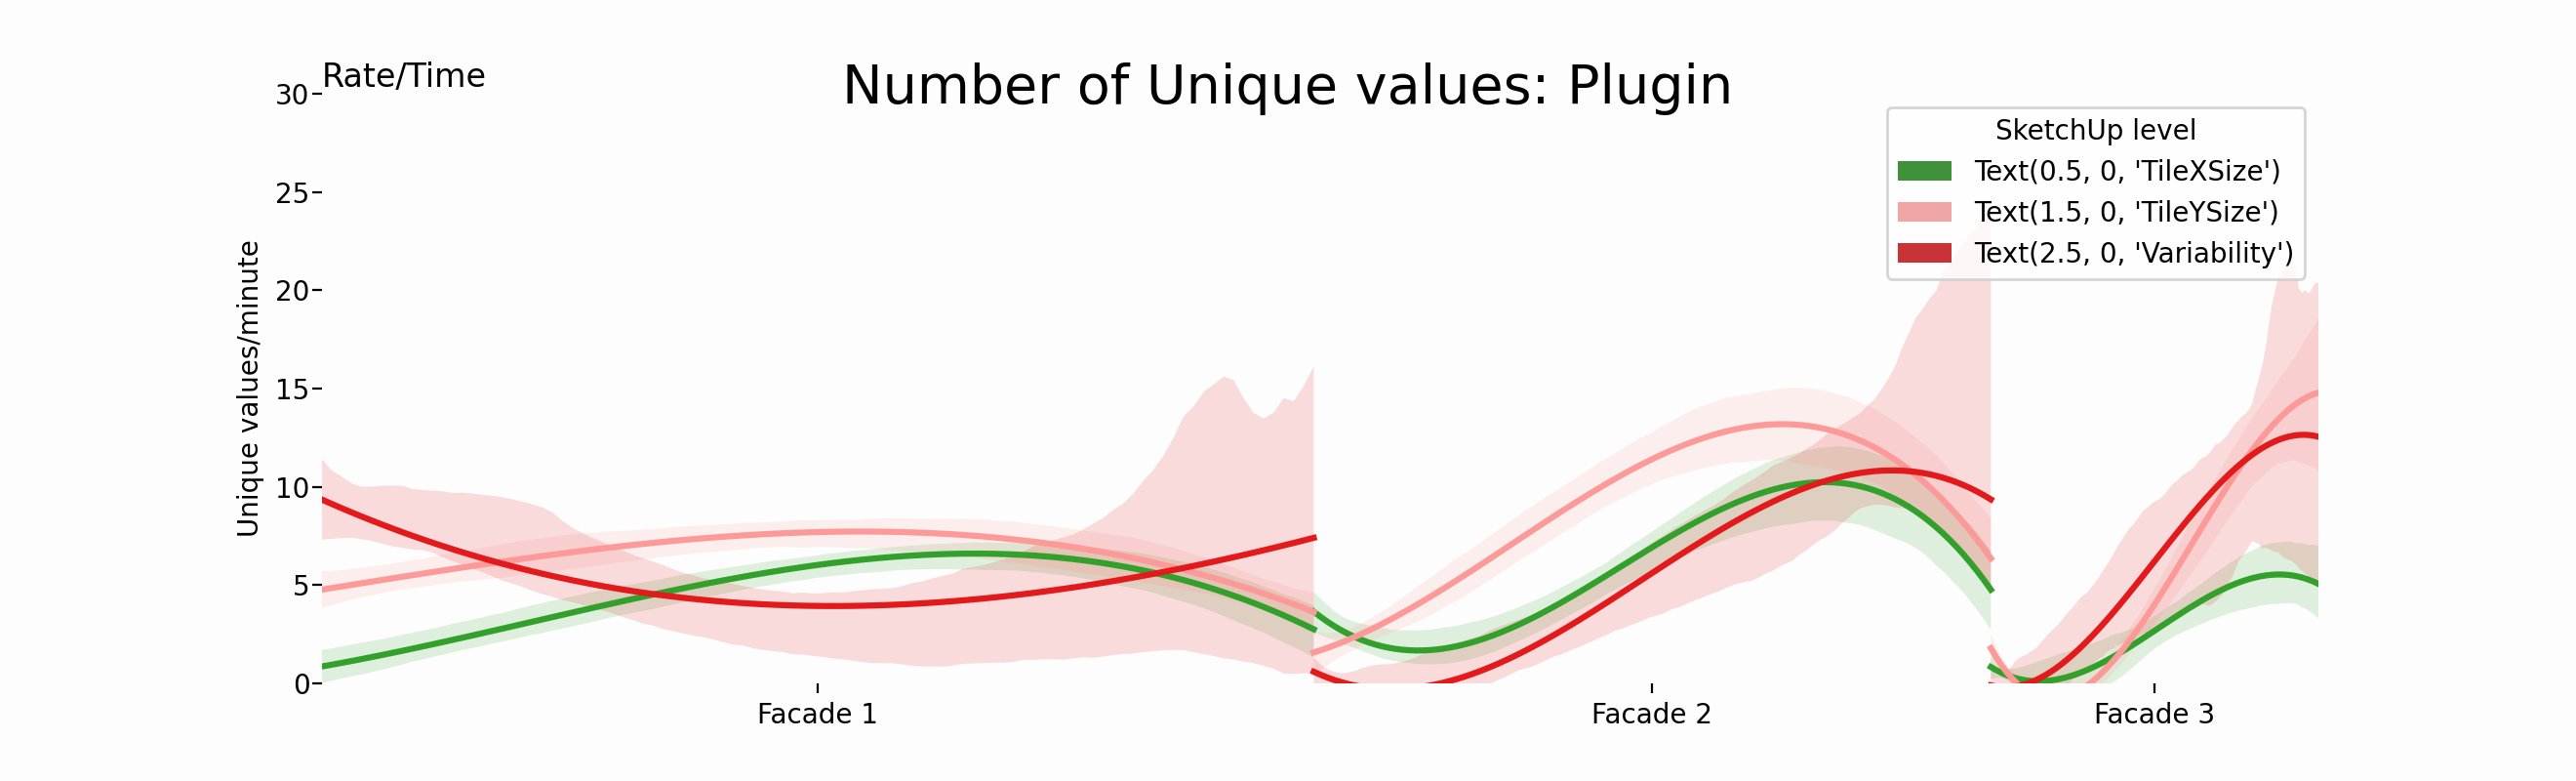 Rate/Time
Number of Unique values: Plugin
30
25
20
15
10
5
0
Unique values/minute
SketchUp level
Text(0.5, 0, 'TileXSize')
Text(1.5, 0, 'TileYSize')
Text(2.5, 0, 'Variability')
Facade 1
Facade 2
Facade 3